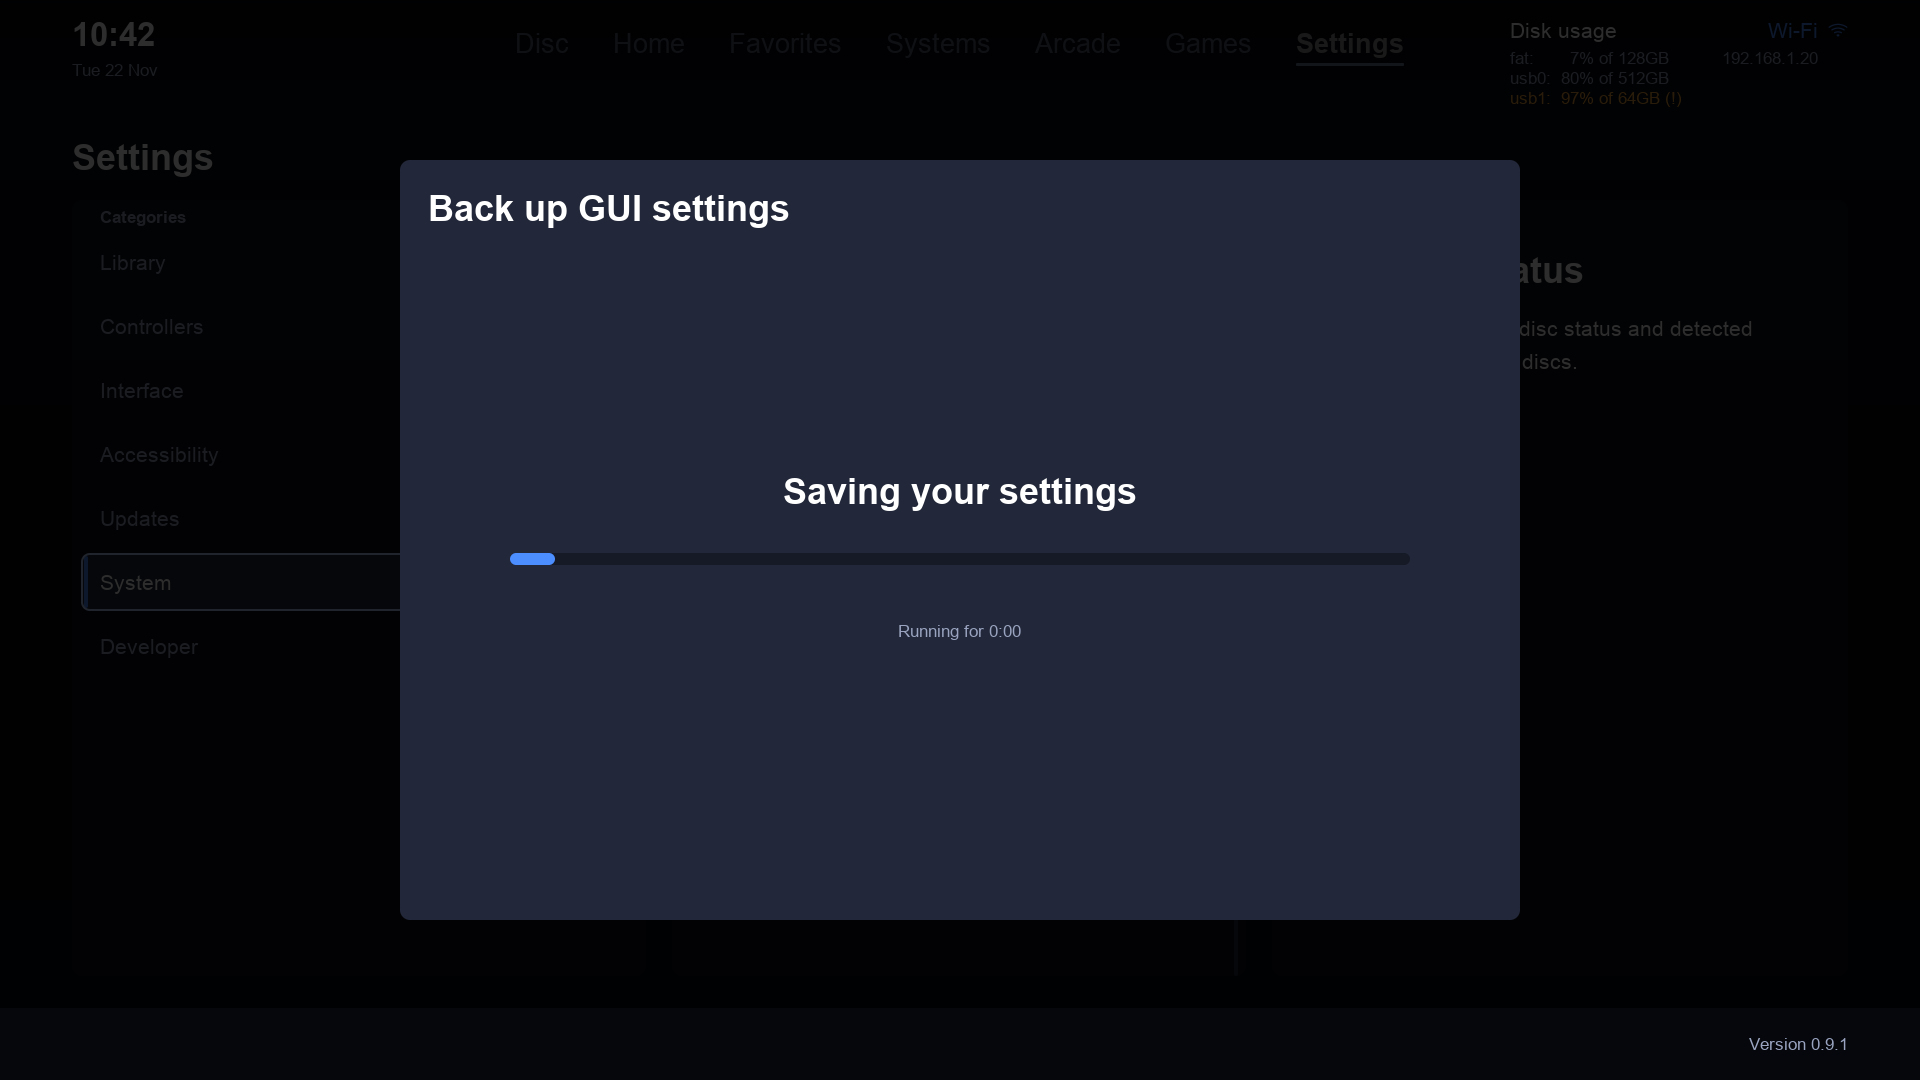 10:42
Tue 22 Nov
Disc Home Favorites Systems Arcade Games Settings
Disk usage
fat: 7% of 128GB
usb0: 80% of 512GB
usb1: 97% of 64GB (!)
Wi-Fi
192.168.1.20
Settings
Categories
Library
Controllers
Interface
Accessibility
Updates
System
Developer
Back up GUI settings
Saving your settings
Running for 0:00
atus
disc status and detected
discs.
Version 0.9.1